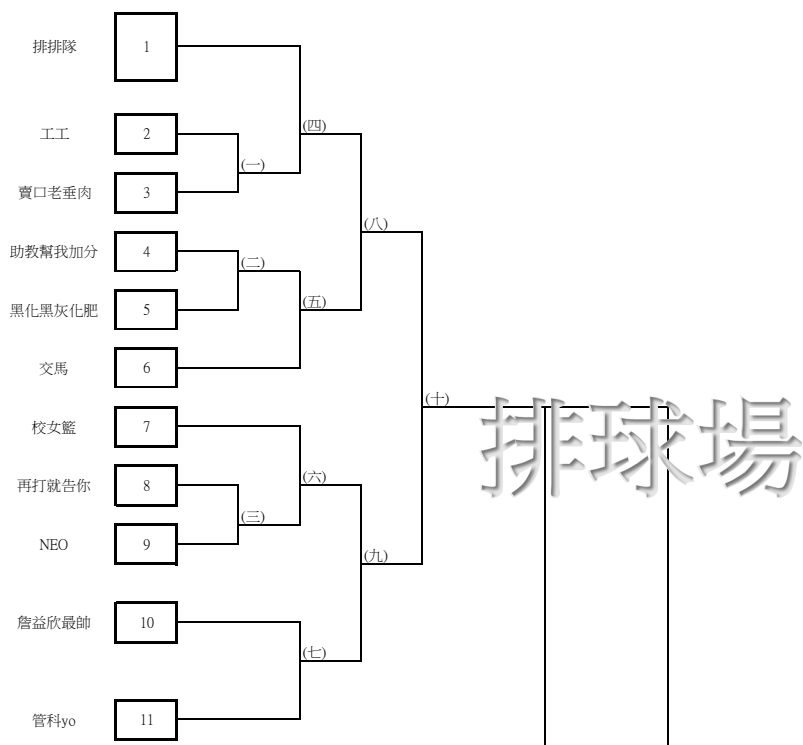 排排隊 1
(四)
工工 2
(一)
賣口老垂肉 3
(八)
助教幫我加分 4
(二)
黑化黑灰化肥 5
(五)
交馬 6
(十)
排球場
校女籃 7
(六)
再打就告你 8
(三)
NEO 9
(九)
詹益欣最帥 10
(七)
管科yo 11